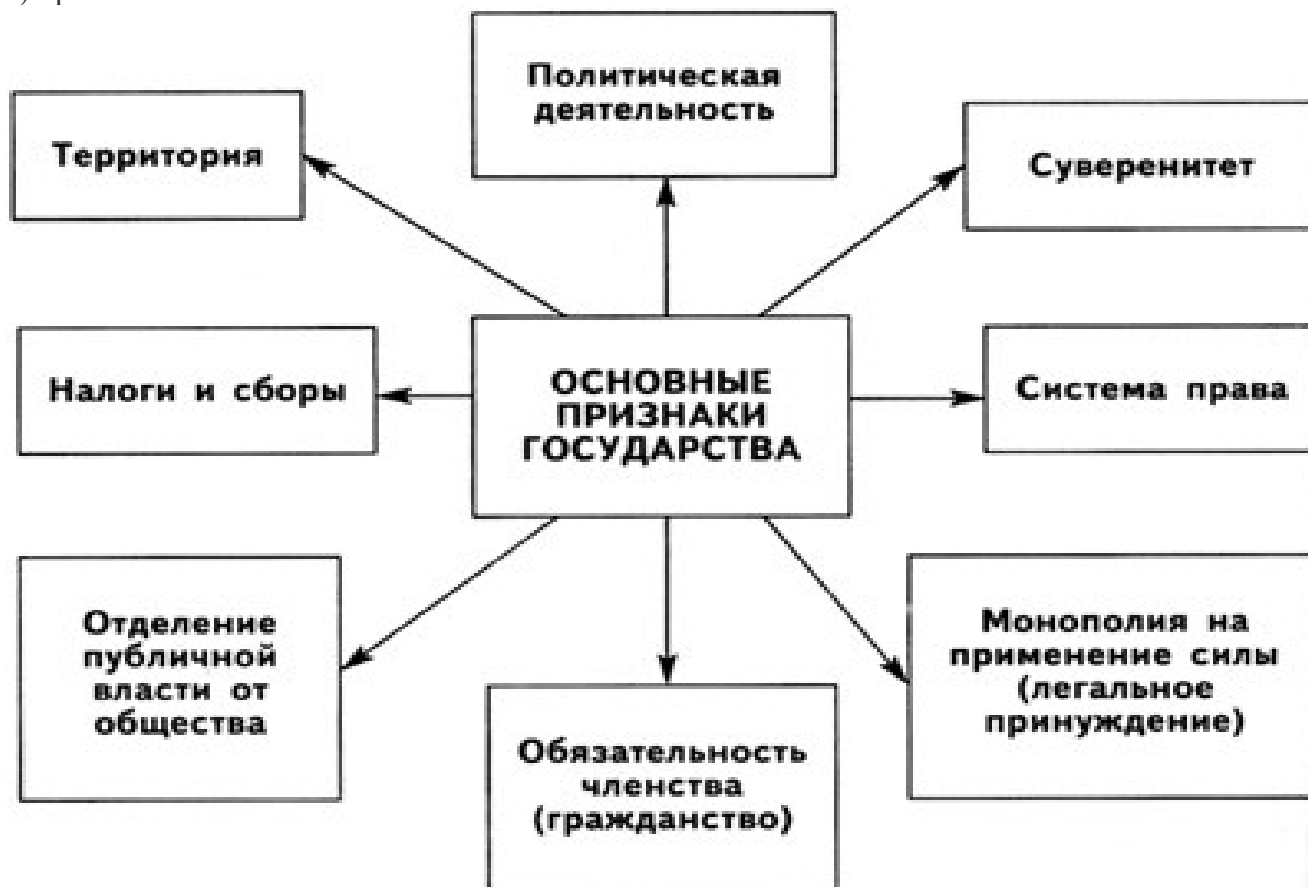 Политическая
деятельность
Территория
Суверенитет
Налоги и сборы
ОСНОВНЫЕ
ПРИЗНАКИ
ГОСУДАРСТВА
Система права
Отделение
публичной
власти от
общества
Обязательность
членства
(гражданство)
Монополия на
применение силы
(легальное
принуждение)